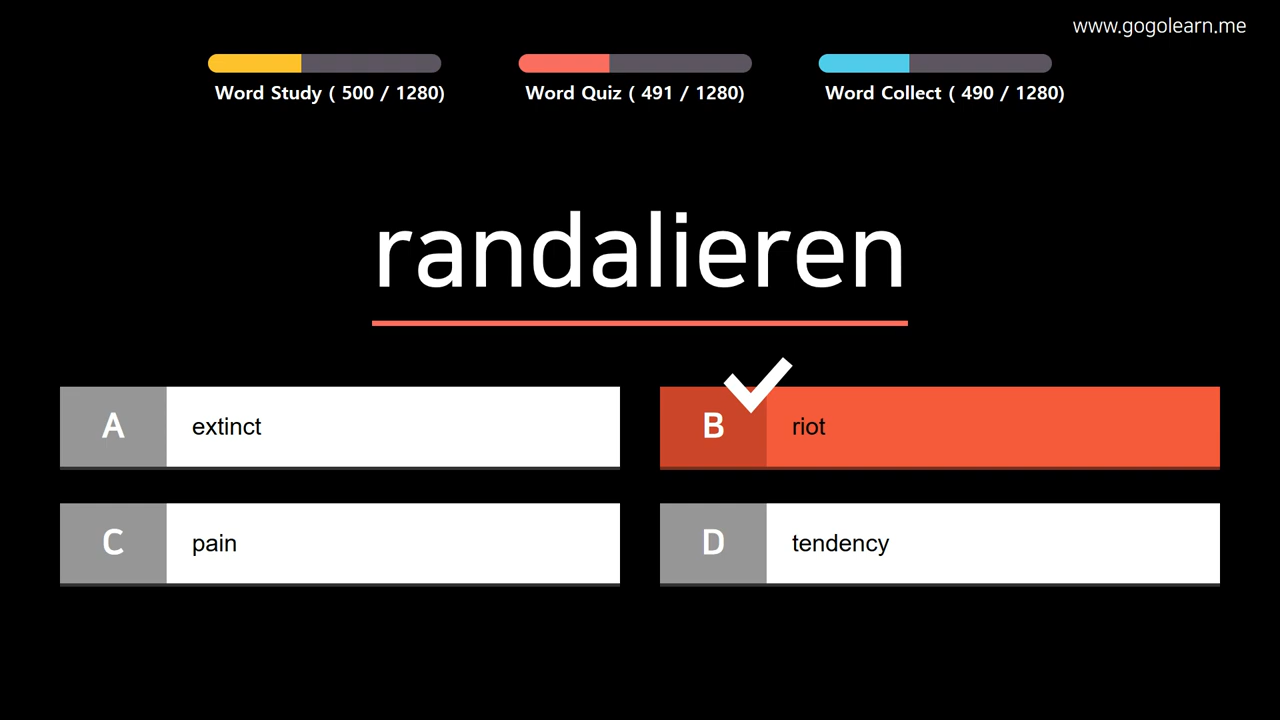 www.gogolearn.me
Word Study ( 500 / 1280)
Word Quiz ( 491 / 1280)
Word Collect ( 490 / 1280)
randalieren
A
extinct
B
riot
C
pain
D
tendency